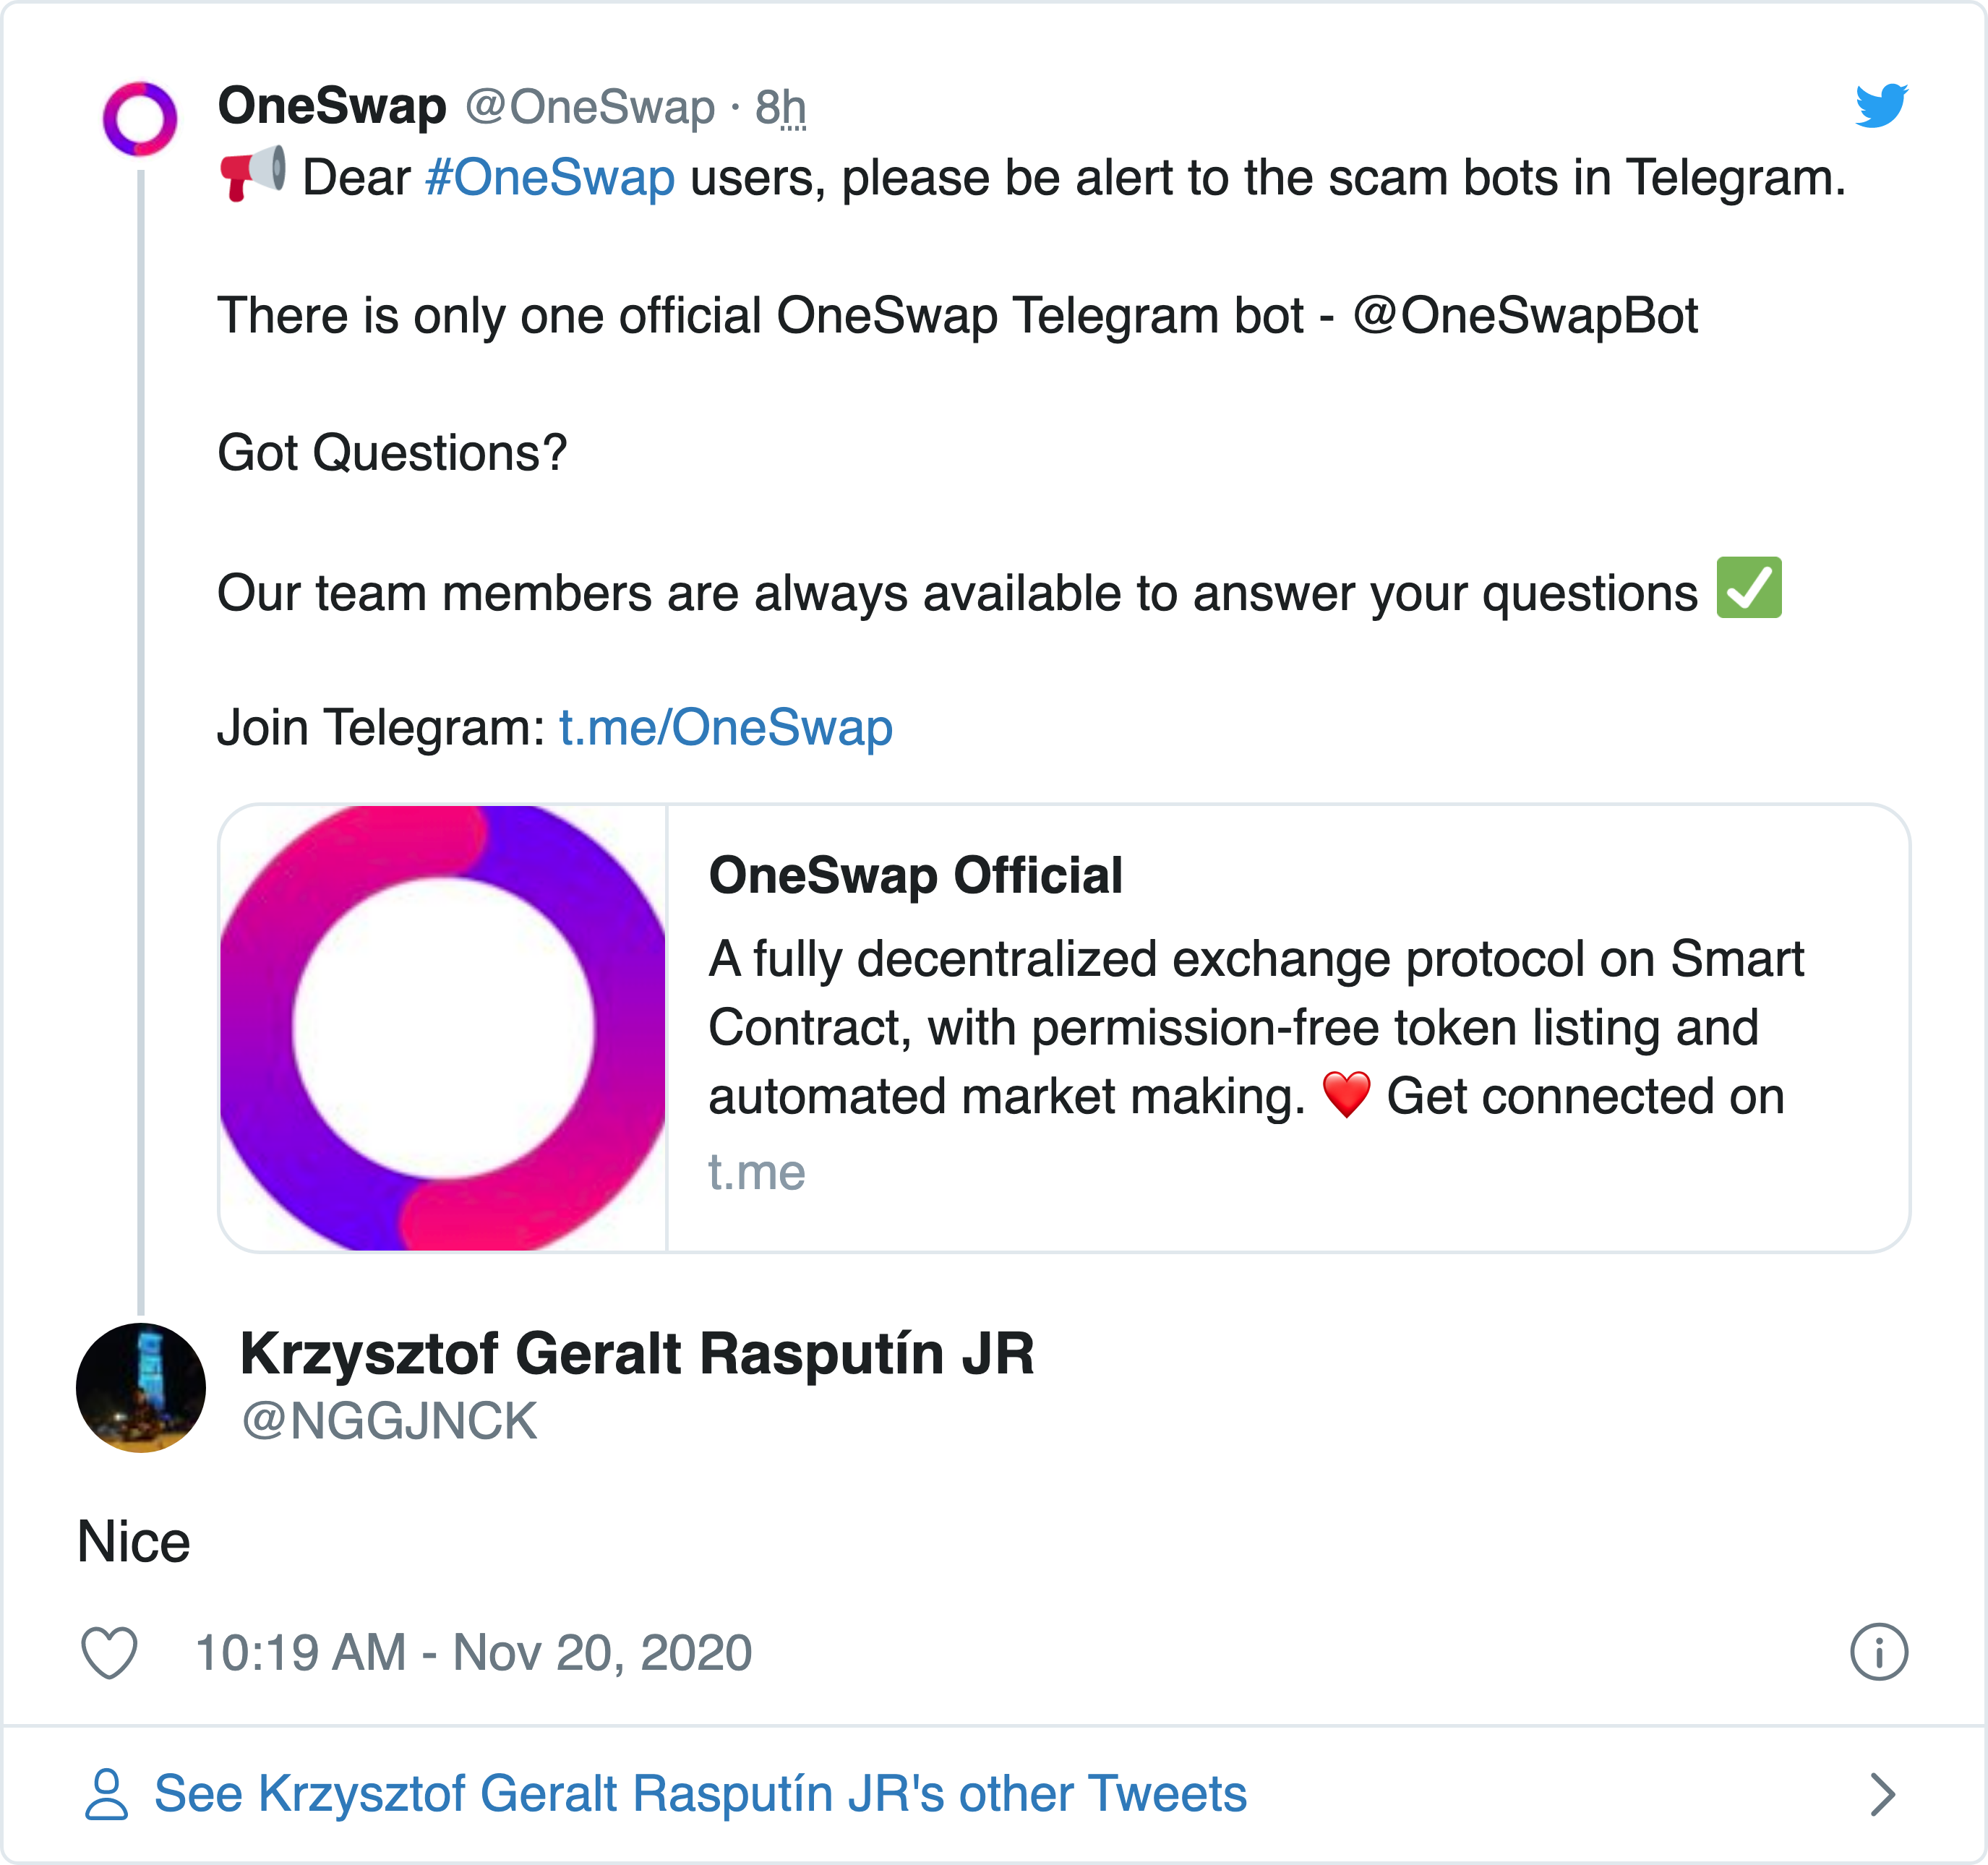 OneSwap @OneSwap · 8h
📢 Dear #OneSwap users, please be alert to the scam bots in Telegram.
There is only one official OneSwap Telegram bot - @OneSwapBot
Got Questions?
Our team members are always available to answer your questions ✅
Join Telegram: t.me/OneSwap
OneSwap Official
A fully decentralized exchange protocol on Smart
Contract, with permission-free token listing and
automated market making. ❤️ Get connected on
t.me
Krzysztof Geralt Rasputín JR
@NGGJNCK
Nice
10:19 AM - Nov 20, 2020
See Krzysztof Geralt Rasputín JR's other Tweets